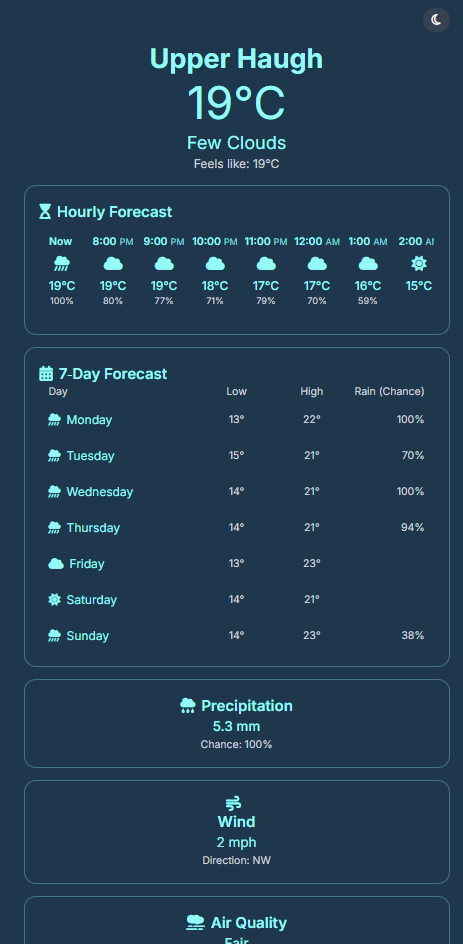 Upper Haugh
19°C
Few Clouds
Feels like: 19°C
Hourly Forecast
Now 8:00 PM 9:00 PM 10:00 PM 11:00 PM 12:00 AM 1:00 AM 2:00 AM
19°C 19°C 19°C 18°C 17°C 17°C 16°C 15°C
100% 80% 77% 71% 79% 70% 59%
7-Day Forecast
Day Low High Rain (Chance)
Monday 13° 22° 100%
Tuesday 15° 21° 70%
Wednesday 14° 21° 100%
Thursday 14° 21° 94%
Friday 13° 23°
Saturday 14° 21°
Sunday 14° 23° 38%
Precipitation
5.3 mm
Chance: 100%
Wind
2 mph
Direction: NW
Air Quality
Fair